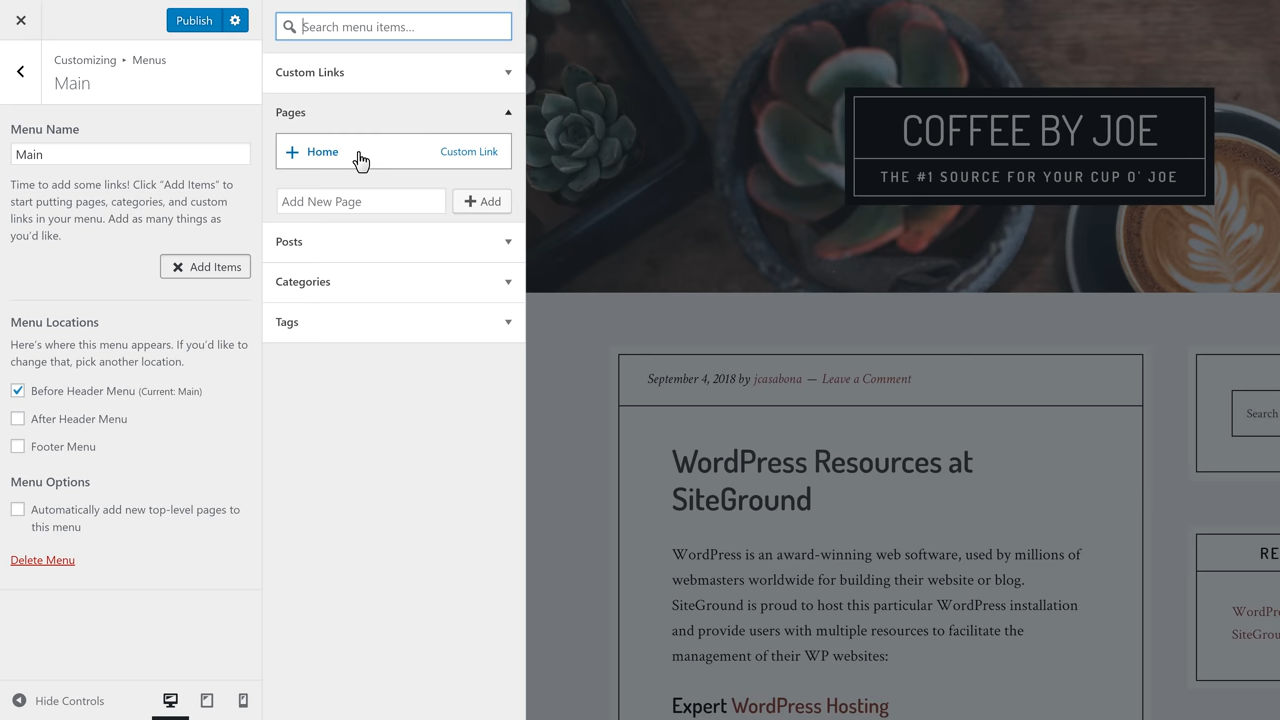 Publish
Customizing ▸ Menus
Main
Menu Name
Main
Time to add some links! Click “Add Items” to
start putting pages, categories, and custom
links in your menu. Add as many things as
you’d like.
Add Items
Menu Locations
Here’s where this menu appears. If you’d like to
change that, pick another location.
Before Header Menu (Current: Main)
After Header Menu
Footer Menu
Menu Options
Automatically add new top-level pages to
this menu
Delete Menu
Hide Controls
Search menu items…
Custom Links
Pages
Home Custom Link
Add New Page Add
Posts
Categories
Tags
COFFEE BY JOE
THE #1 SOURCE FOR YOUR CUP O' JOE
September 4, 2018 by jcasabona — Leave a Comment
WordPress Resources at
SiteGround
WordPress is an award-winning web software, used by millions of
webmasters worldwide for building their website or blog.
SiteGround is proud to host this particular WordPress installation
and provide users with multiple resources to facilitate the
management of their WP websites:
Expert WordPress Hosting
Search
RE
WordPre
SiteGrou